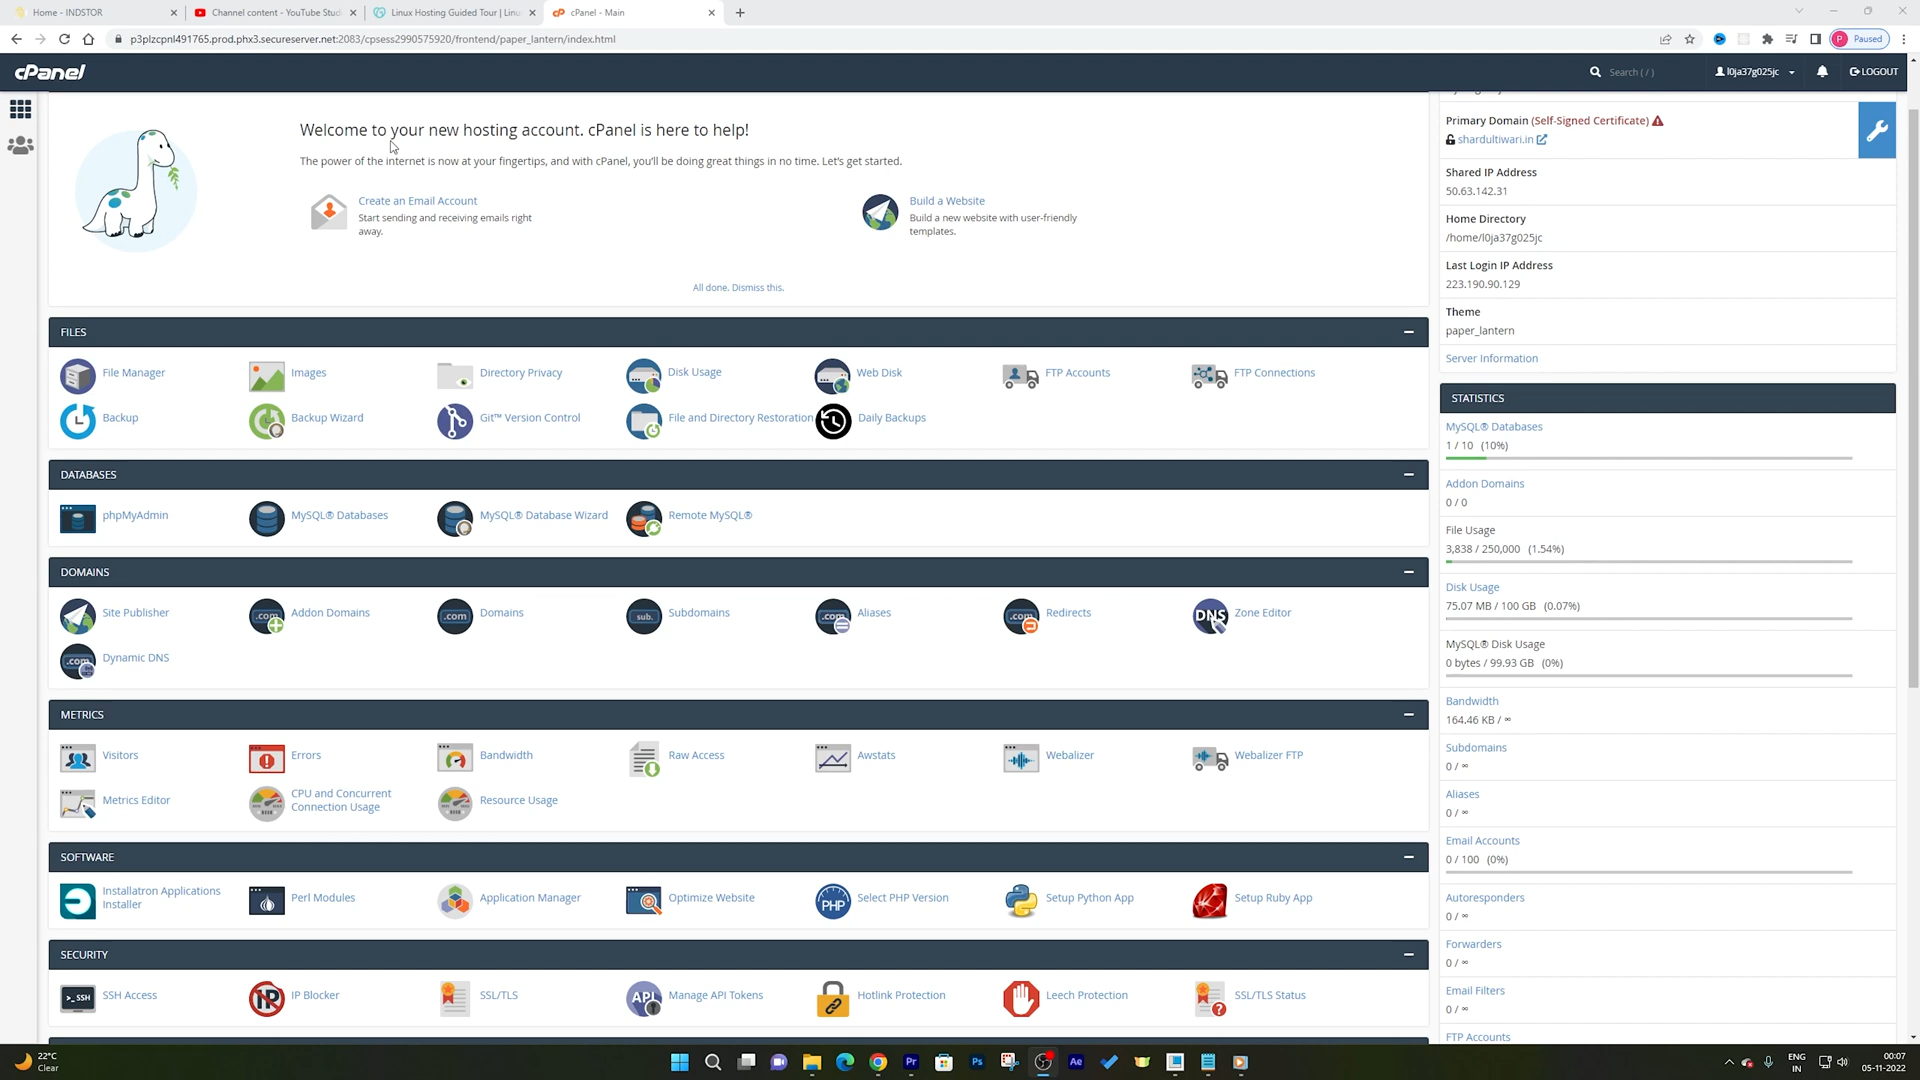 Home - INDSTOR
Channel content - YouTube Stud
Linux Hosting Guided Tour | Linu
cPanel - Main
p3plzcpnl491765.prod.phx3.secureserver.net:2083/cpsess2990575920/frontend/paper_lantern/index.html
P Paused
cPanel
Search ( / )
l0ja37g025jc
LOGOUT
Welcome to your new hosting account. cPanel is here to help!
The power of the internet is now at your fingertips, and with cPanel, you'll be doing great things in no time. Let's get started.
Create an Email Account
Start sending and receiving emails right
away.
Build a Website
Build a new website with user-friendly
templates.
All done. Dismiss this.
FILES
File Manager
Images
Directory Privacy
Disk Usage
Web Disk
FTP Accounts
FTP Connections
Backup
Backup Wizard
Git™ Version Control
File and Directory Restoration
Daily Backups
DATABASES
phpMyAdmin
MySQL® Databases
MySQL® Database Wizard
Remote MySQL®
DOMAINS
Site Publisher
.com Addon Domains
.com Domains
sub. Subdomains
.com Aliases
.com Redirects
DNS Zone Editor
.com Dynamic DNS
METRICS
Visitors
Errors
Bandwidth
Raw Access
Awstats
Webalizer
Webalizer FTP
Metrics Editor
CPU and Concurrent
Connection Usage
Resource Usage
SOFTWARE
Installatron Applications
Installer
Perl Modules
Application Manager
Optimize Website
PHP Select PHP Version
Setup Python App
Setup Ruby App
SECURITY
>_SSH SSH Access
IP IP Blocker
SSL/TLS
API Manage API Tokens
Hotlink Protection
Leech Protection
SSL/TLS Status
Primary Domain (Self-Signed Certificate)
shardultiwari.in
Shared IP Address
50.63.142.31
Home Directory
/home/l0ja37g025jc
Last Login IP Address
223.190.90.129
Theme
paper_lantern
Server Information
STATISTICS
MySQL® Databases
1 / 10 (10%)
Addon Domains
0 / 0
File Usage
3,838 / 250,000 (1.54%)
Disk Usage
75.07 MB / 100 GB (0.07%)
MySQL® Disk Usage
0 bytes / 99.93 GB (0%)
Bandwidth
164.46 KB / ∞
Subdomains
0 / ∞
Aliases
0 / ∞
Email Accounts
0 / 100 (0%)
Autoresponders
0 / ∞
Forwarders
0 / ∞
Email Filters
0 / ∞
FTP Accounts
22°C
Clear
Pr
Ps
Ae
ENG
IN
00:07
05-11-2022